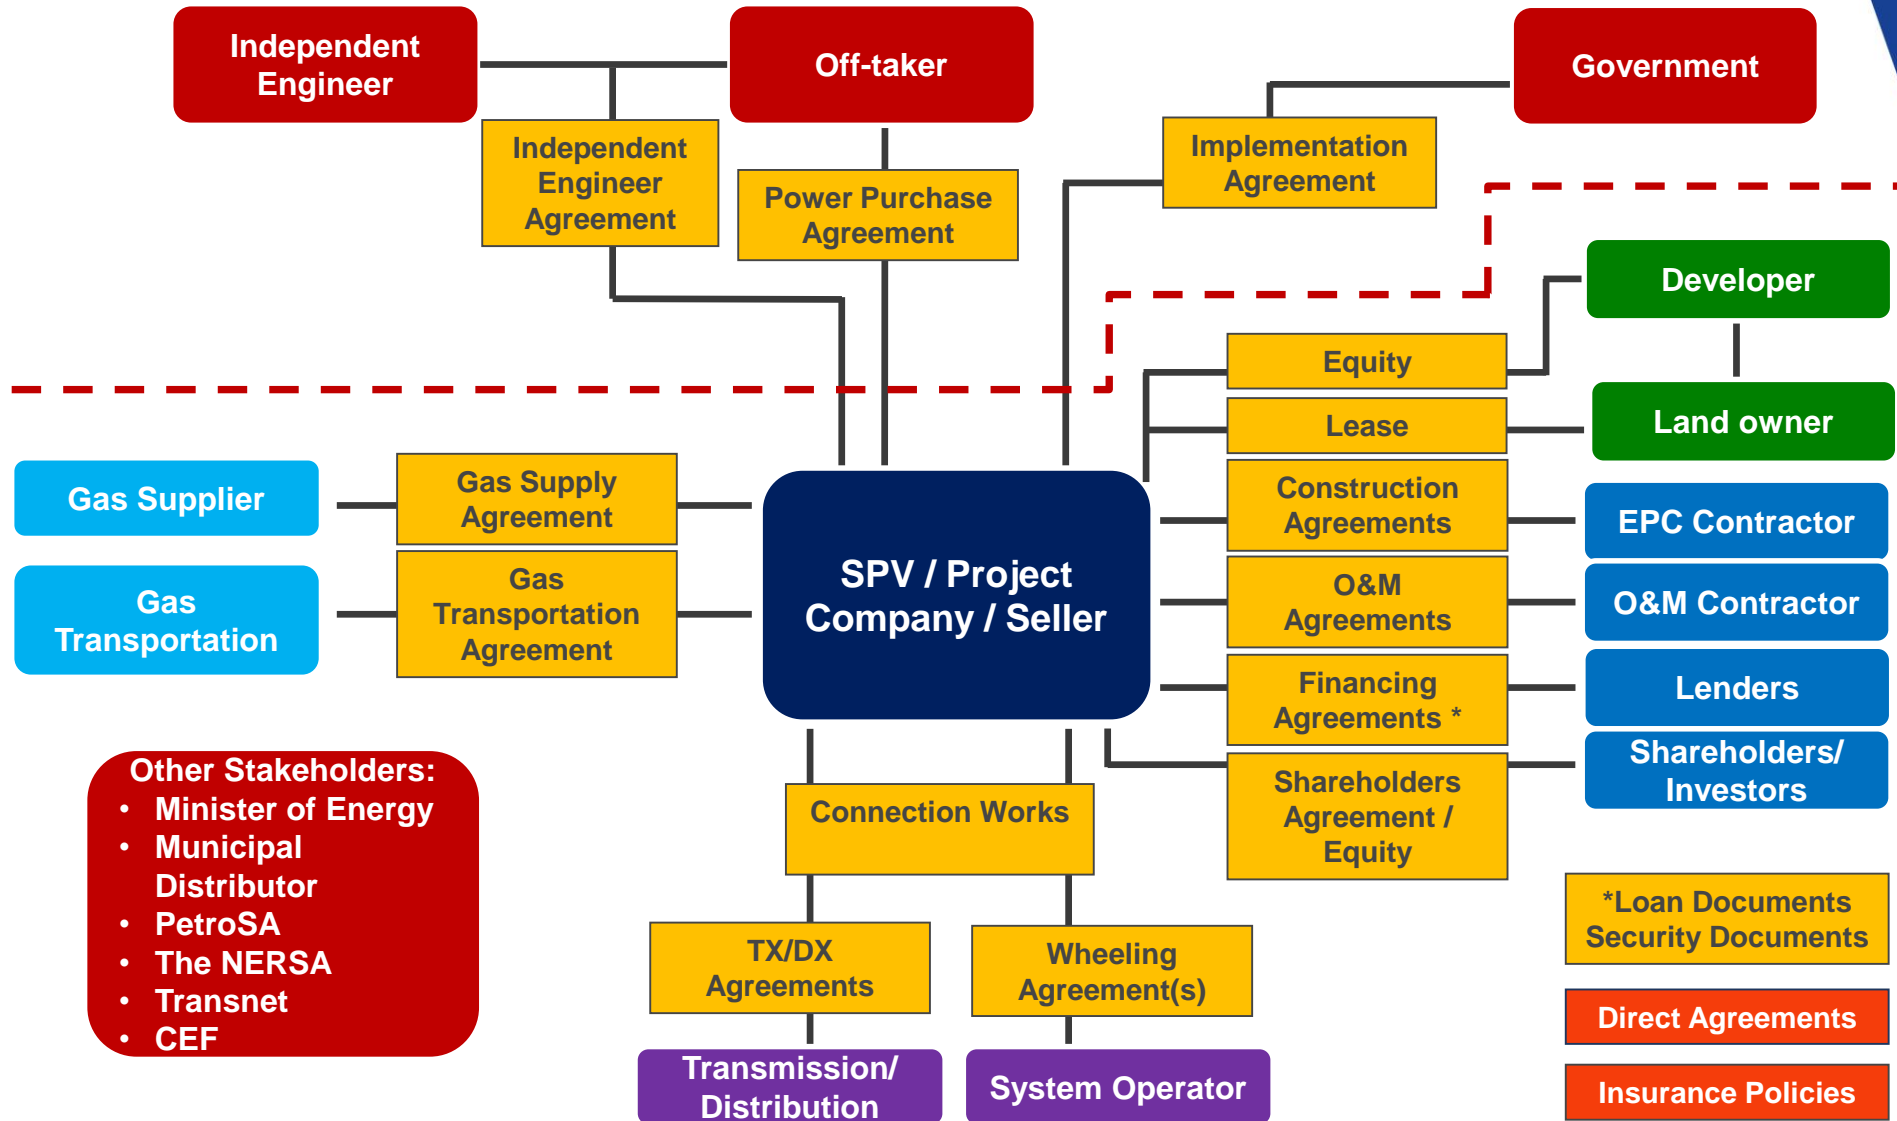 Independent
Engineer
Off-taker
Government
Independent
Engineer
Agreement
Power Purchase
Agreement
Implementation
Agreement
Developer
Equity
Lease
Land owner
Gas Supplier
Gas Supply
Agreement
Construction
Agreements
EPC Contractor
SPV / Project
Company / Seller
Gas
Transportation
Gas
Transportation
Agreement
O&M
Agreements
O&M Contractor
Financing
Agreements *
Lenders
Shareholders
Agreement /
Equity
Shareholders/
Investors
Other Stakeholders:
• Minister of Energy
• Municipal
Distributor
• PetroSA
• The NERSA
• Transnet
• CEF
Connection Works
TX/DX
Agreements
Wheeling
Agreement(s)
Transmission/
Distribution
System Operator
*Loan Documents
Security Documents
Direct Agreements
Insurance Policies